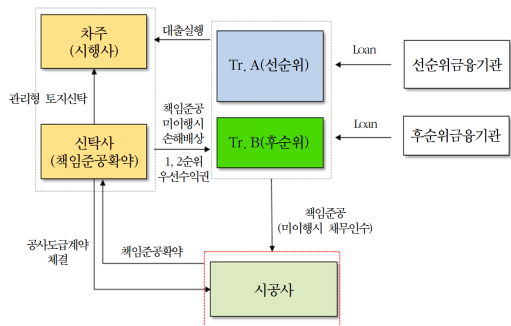 차주
(시행사)
대출실행
Tr. A(선순위)
Loan
선순위금융기관
관리형 토지신탁
책임준공
미이행시
손해배상
신탁사
(책임준공확약)
1, 2순위
우선수익권
Tr. B(후순위)
Loan
후순위금융기관
책임준공
(미이행시 채무인수)
공사도급계약
체결
책임준공확약
시공사